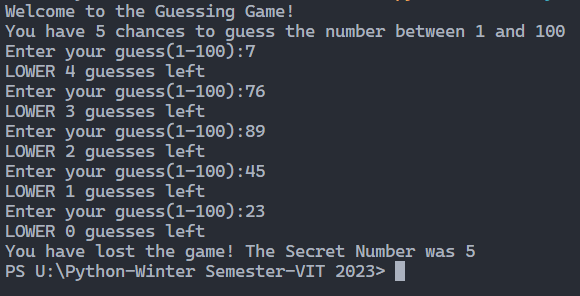 Welcome to the Guessing Game!
You have 5 chances to guess the number between 1 and 100
Enter your guess(1-100):7
LOWER 4 guesses left
Enter your guess(1-100):76
LOWER 3 guesses left
Enter your guess(1-100):89
LOWER 2 guesses left
Enter your guess(1-100):45
LOWER 1 guesses left
Enter your guess(1-100):23
LOWER 0 guesses left
You have lost the game! The Secret Number was 5
PS U:\Python-Winter Semester-VIT 2023>